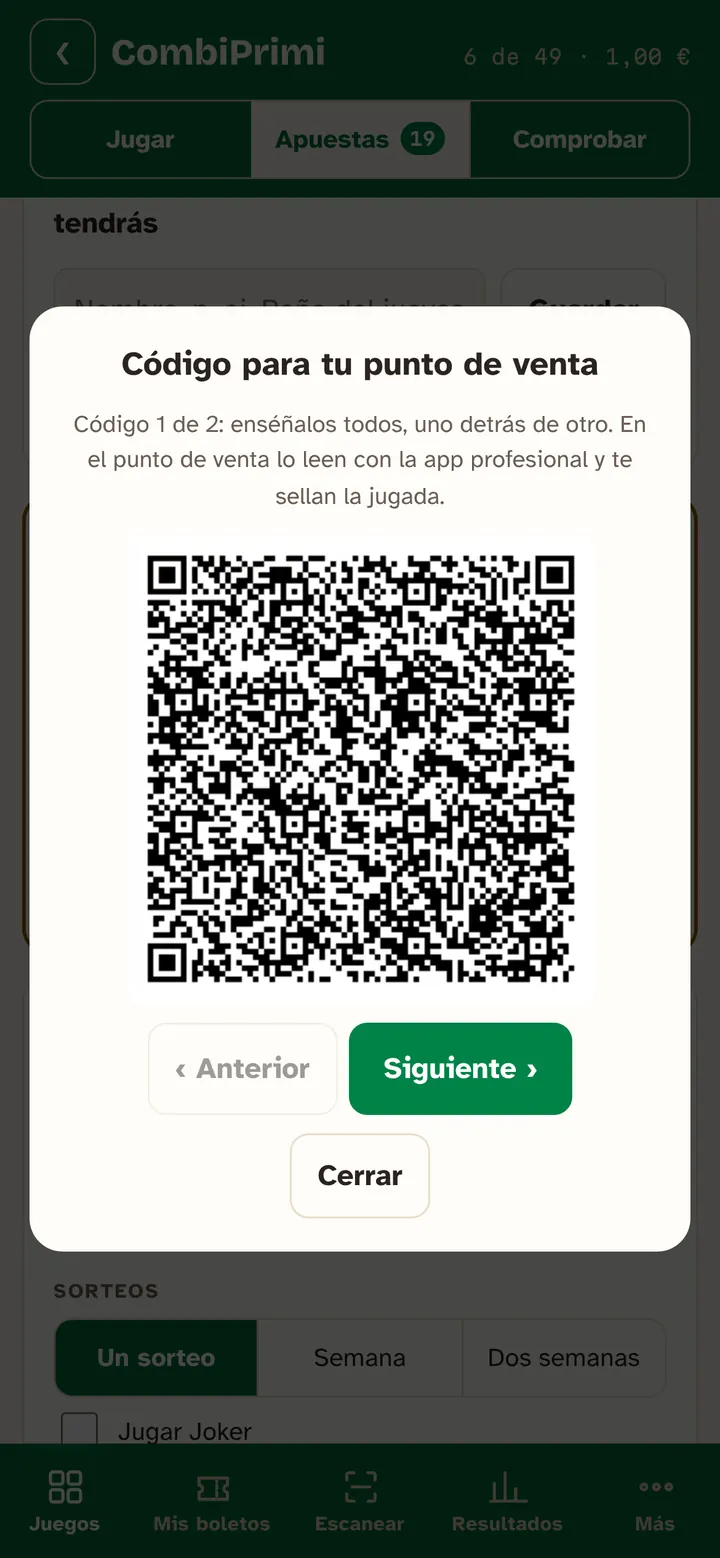 ‹ CombiPrimi 6 de 49 · 1,00 €
Jugar Apuestas 19 Comprobar
tendrás
Código para tu punto de venta
Código 1 de 2: enséñalos todos, uno detrás de otro. En
el punto de venta lo leen con la app profesional y te
sellan la jugada.
‹ Anterior Siguiente ›
Cerrar
SORTEOS
Un sorteo Semana Dos semanas
Jugar Joker
Juegos Mis boletos Escanear Resultados Más